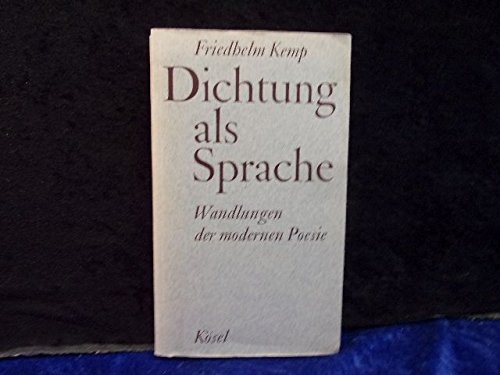 Friedhelm Kemp
Dichtung
als
Sprache
Wandlungen
der modernen Poesie
Kösel